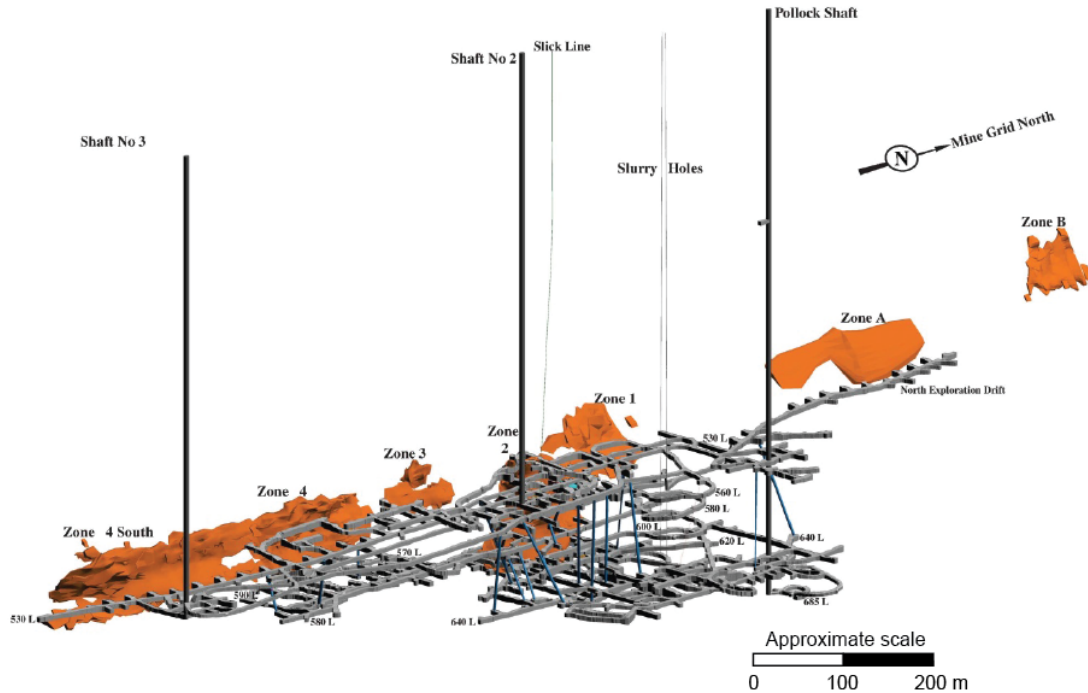 Pollock Shaft
Slick Line
Shaft No 2
Shaft No 3
N
Mine Grid North
Slurry Holes
Zone B
Zone A
North Exploration Drift
Zone 1
Zone
2
530 L
Zone 3
Zone 4
560 L
580 L
600 L
Zone 4 South
570 L
620 L
640 L
590 L
685 L
530 L
580 L
640 L
Approximate scale
0 100 200 m